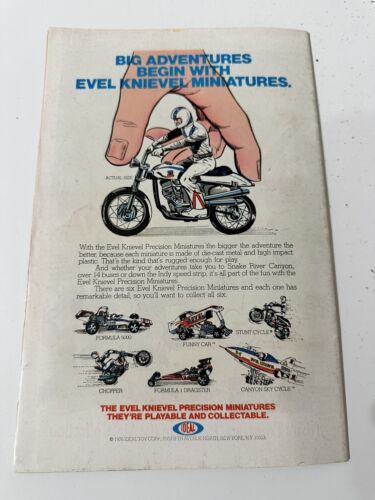 BIG ADVENTURES
BEGIN WITH
EVEL KNIEVEL MINIATURES.
ACTUAL SIZE
With the Evel Knievel Precision Miniatures the bigger the adventure the
better, because each miniature is made of die-cast metal and high impact
plastic. That's the kind that's rugged enough for play.
And whether your adventures take you to Snake River Canyon,
over 14 buses or down the Indy speed strip, it's all part of the fun with the
Evel Knievel Precision Miniatures.
There are six Evel Knievel Precision Miniatures and each one has
remarkable detail, so you'll want to collect all six.
FORMULA 5000
FUNNY CAR™
STUNT CYCLE™
CHOPPER
FORMULA 1 DRAGSTER
CANYON SKY CYCLE™
THE EVEL KNIEVEL PRECISION MINIATURES
THEY'RE PLAYABLE AND COLLECTABLE.
IDEAL
IDEAL TOY CORP.